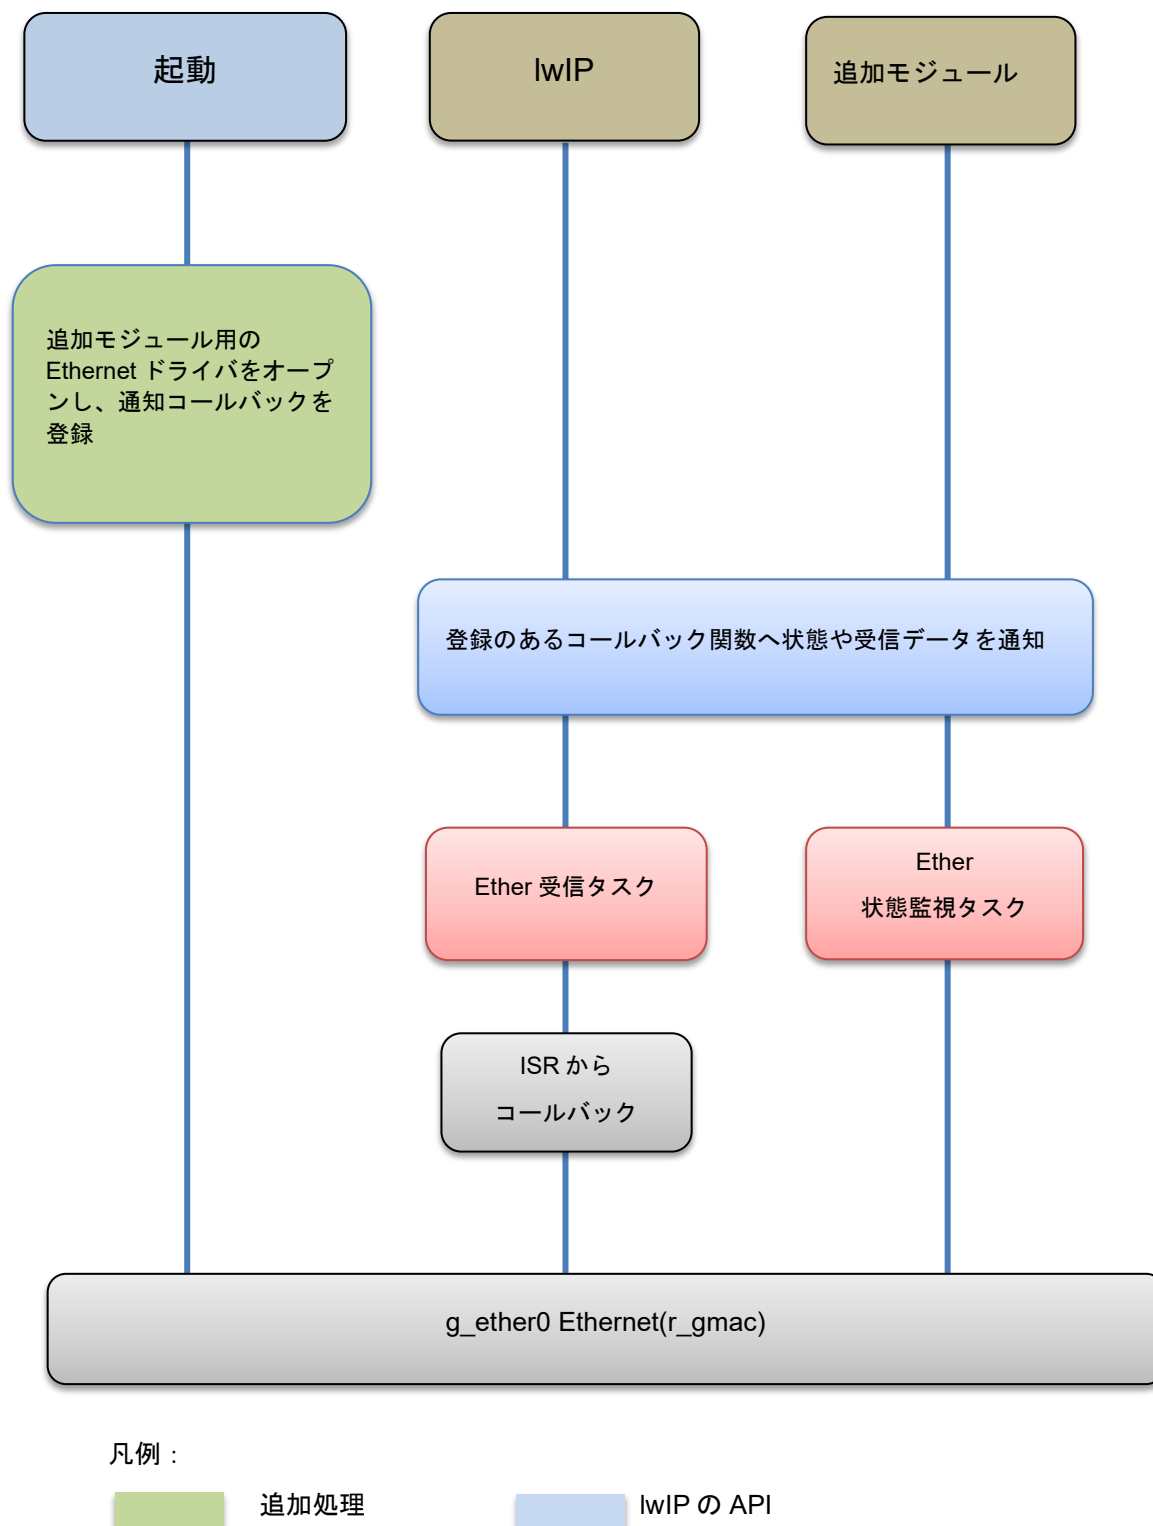 起動
lwIP
追加モジュール
追加モジュール用の
Ethernet ドライバをオープ
ンし、通知コールバックを
登録
登録のあるコールバック関数へ状態や受信データを通知
Ether 受信タスク
Ether
状態監視タスク
ISR から
コールバック
g_ether0 Ethernet(r_gmac)
凡例：
追加処理
lwIP の API